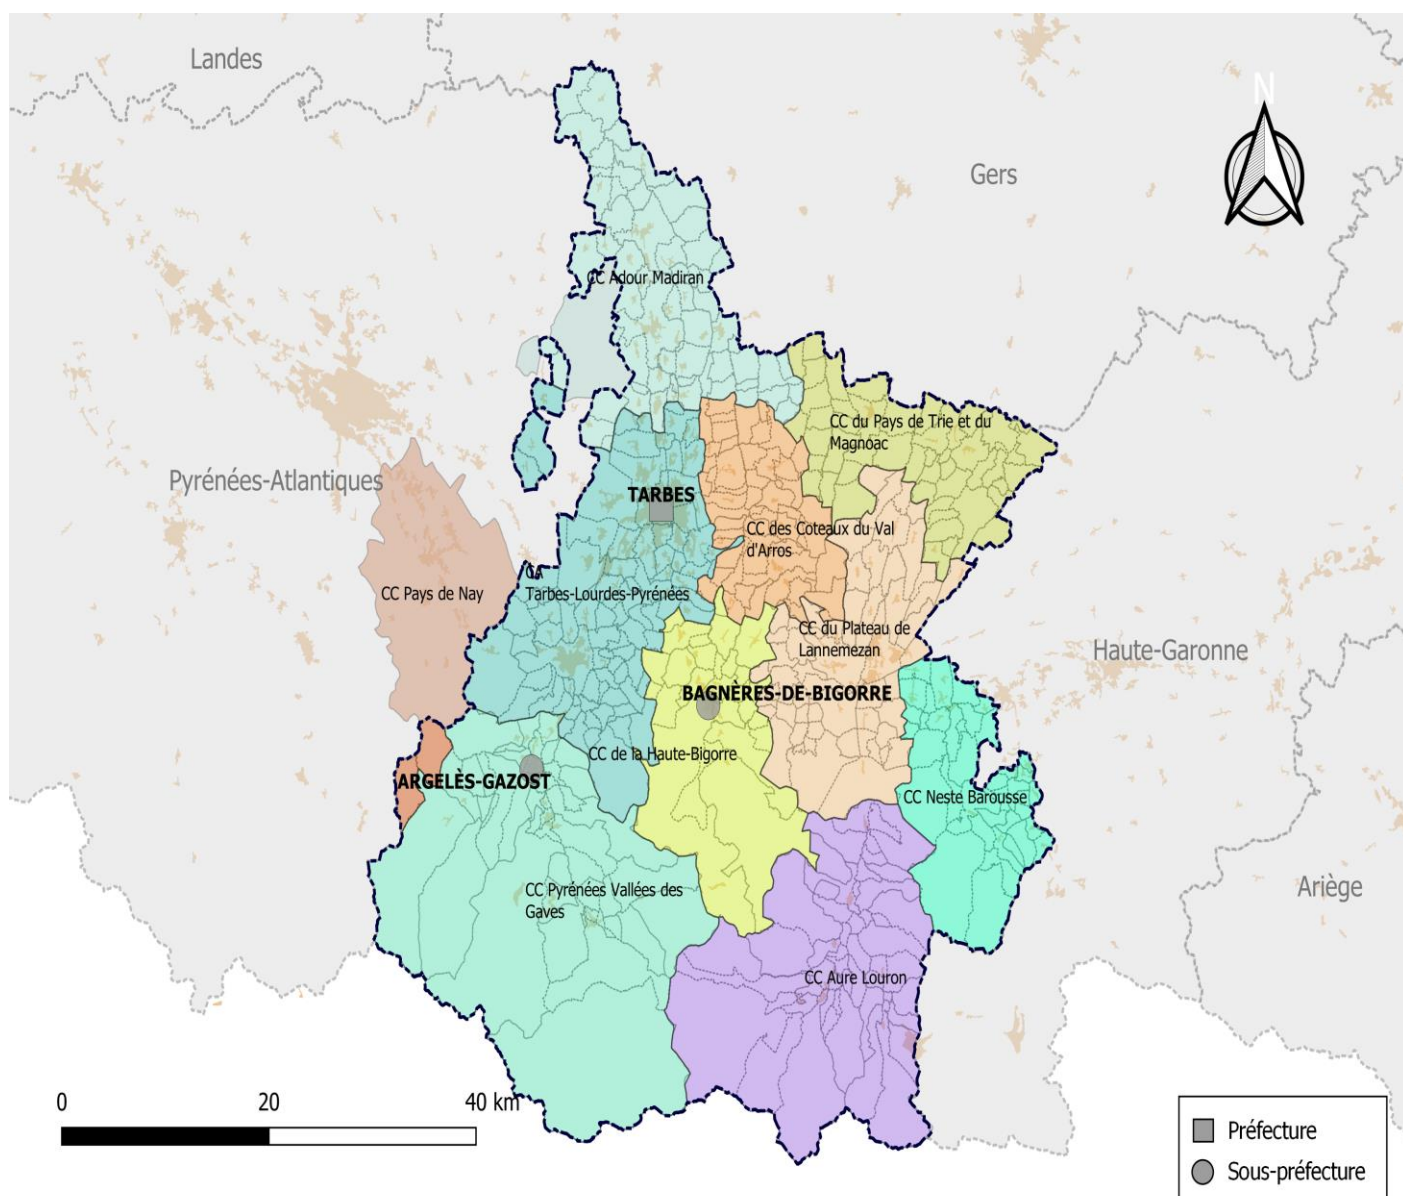 Landes
N
Gers
CC Adour Madiran
CC du Pays de Trie et du
Magnoac
Pyrénées-Atlantiques
TARBES
CC des Coteaux du Val
d'Arros
CA
Tarbes-Lourdes-Pyrénées
CC Pays de Nay
CC du Plateau de
Lannemezan
Haute-Garonne
BAGNÈRES-DE-BIGORRE
CC de la Haute-Bigorre
ARGELÈS-GAZOST
CC Neste Barousse
CC Pyrénées Vallées des
Gaves
Ariège
CC Aure Louron
0 20 40 km
Préfecture
Sous-préfecture